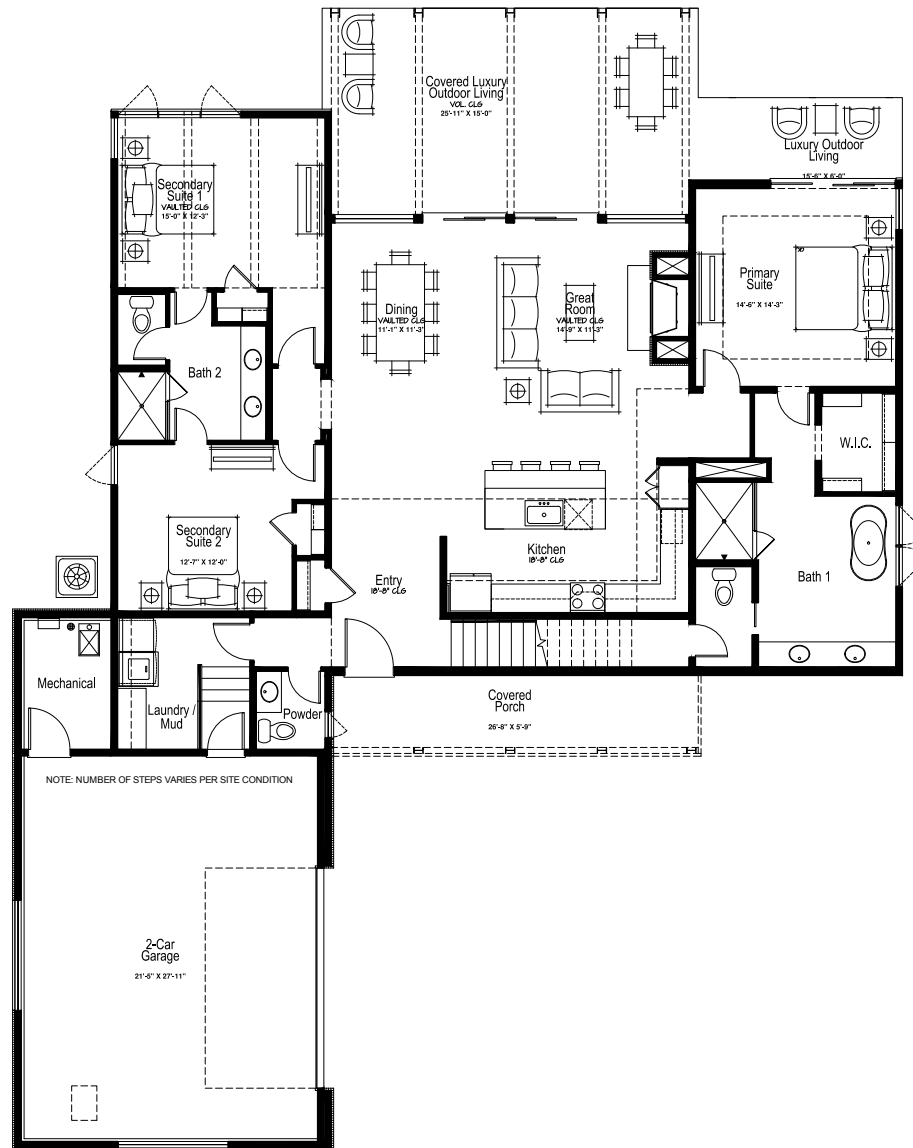 Covered Luxury
Outdoor Living
VOL. CLG
25'-11" X 15'-0"
Luxury Outdoor
Living
15'-6" X 6'-0"
Secondary
Suite 1
VAULTED CLG
15'-0" X 12'-3"
Primary
Suite
14'-6" X 14'-3"
Dining
VAULTED CLG
11'-1" X 11'-3"
Great
Room
VAULTED CLG
14'-9" X 11'-3"
Bath 2
W.I.C.
Secondary
Suite 2
12'-7" X 12'-0"
Kitchen
18'-8" CLG
Entry
18'-8" CLG
Bath 1
Mechanical
Laundry /
Mud
Powder
Covered
Porch
26'-8" X 5'-9"
NOTE: NUMBER OF STEPS VARIES PER SITE CONDITION
2-Car
Garage
21'-5" X 27'-11"